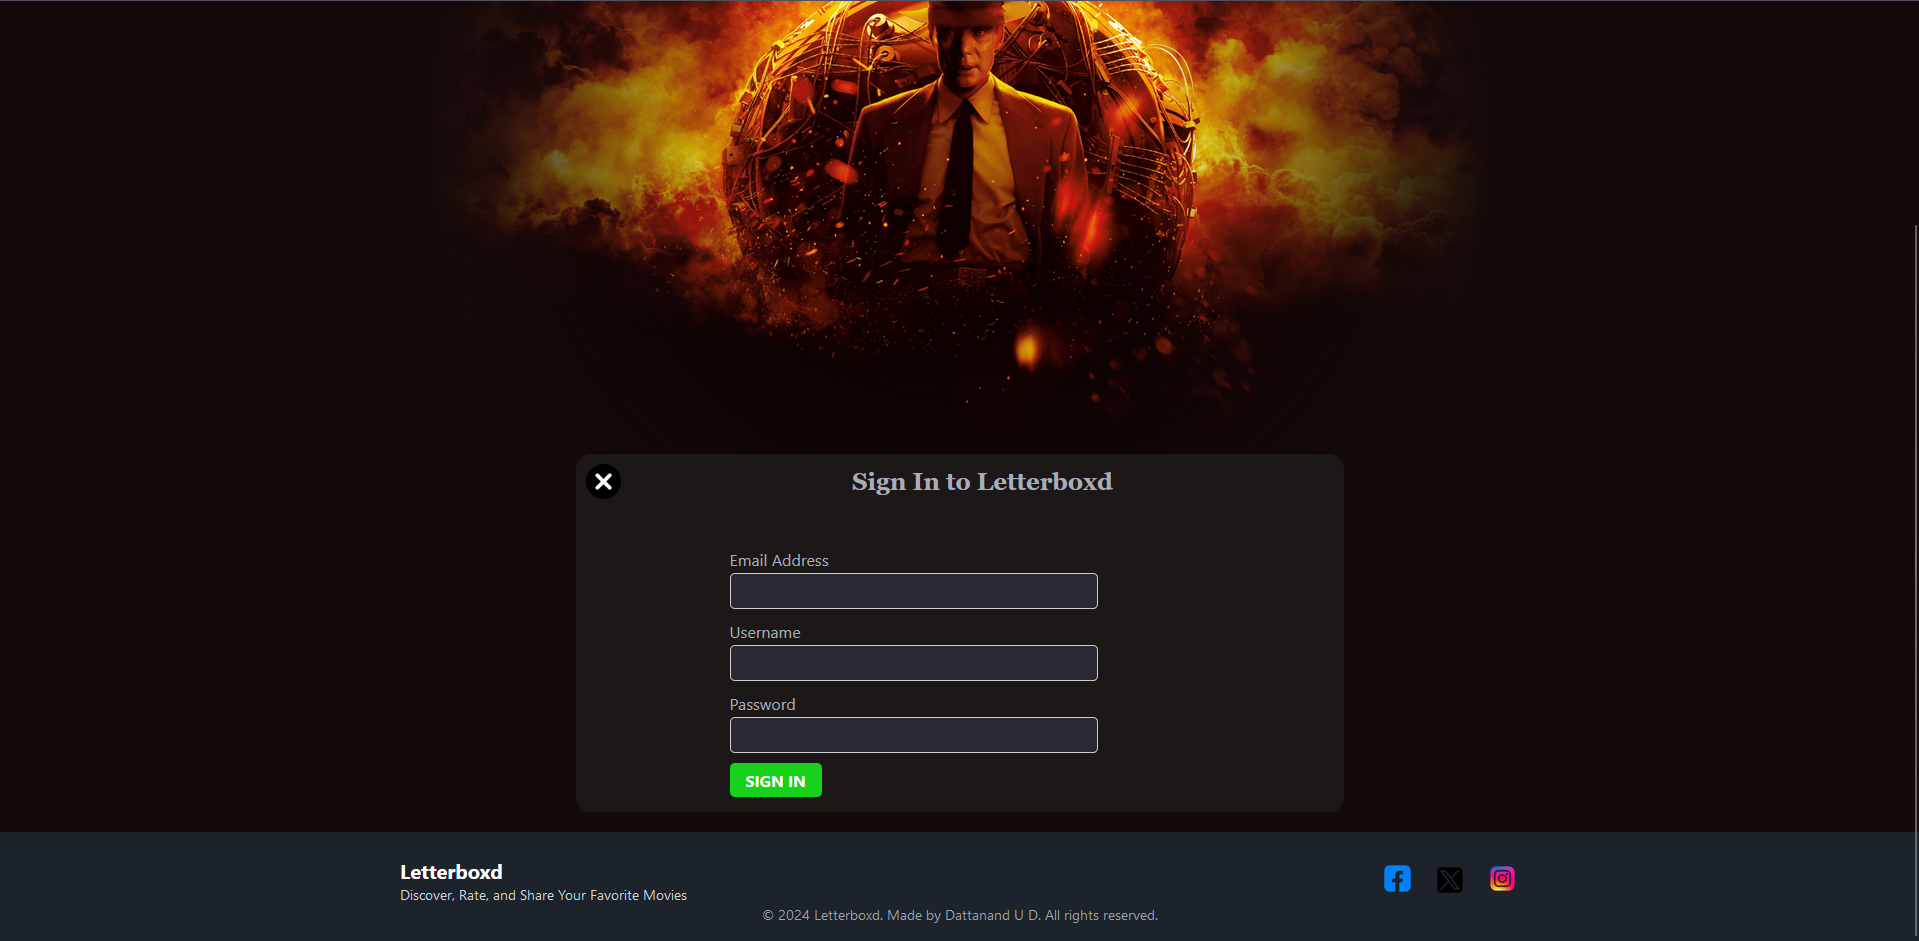 Sign In to Letterboxd
Email Address
Username
Password
SIGN IN
Letterboxd
Discover, Rate, and Share Your Favorite Movies
© 2024 Letterboxd. Made by Dattanand U D. All rights reserved.